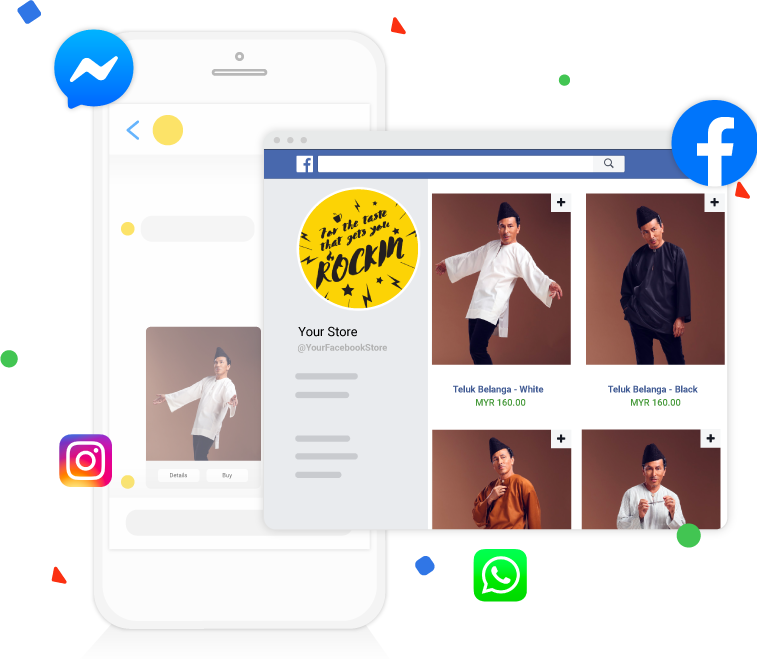 For the taste
that gets you
ROCKIN
Your Store
@YourFacebookStore
Teluk Belanga - White
MYR 160.00
Teluk Belanga - Black
MYR 160.00
Details
Buy